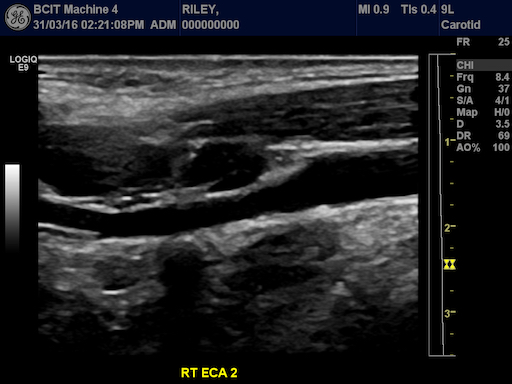 BCIT Machine 4 RILEY, MI 0.9 TIs 0.4 9L
31/03/16 02:21:08PM ADM 000000000 Carotid
LOGIQ
E9
FR 25
CHI
Frq 8.4
Gn 37
S/A 4/1
Map H/0
D 3.5
DR 69
AO% 100
1
2
3
RT ECA 2